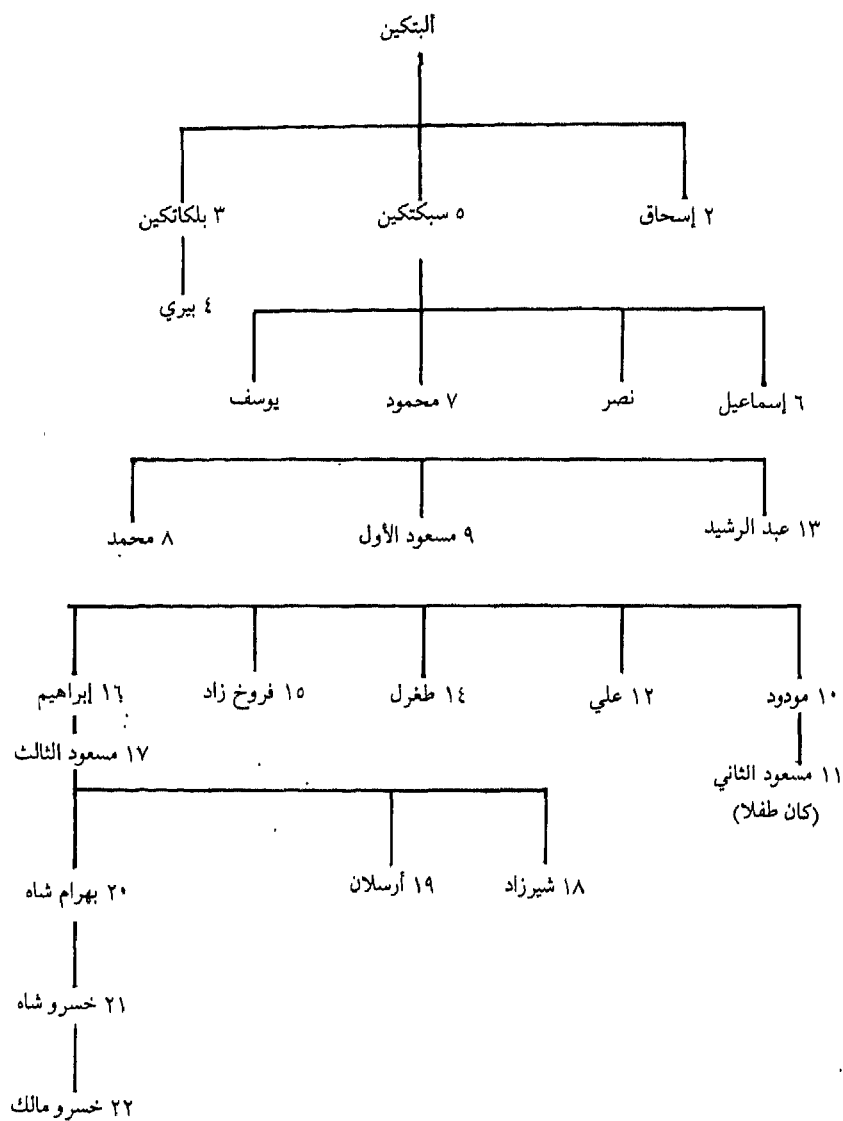 ألبتكين
٢ إسحاق
٥ سبكتكين
٣ بلكاتكين
٤ بيري
٦ إسماعيل
نصر
٧ محمود
يوسف
١٣ عبد الرشيد
٩ مسعود الأول
٨ محمد
١٠ مودود
١٢ علي
١٤ طغرل
١٥ فروخ زاد
١٦ إبراهيم
١٧ مسعود الثالث
١١ مسعود الثاني
(كان طفلا)
١٨ شيرزاد
١٩ أرسلان
٢٠ بهرام شاه
٢١ خسرو شاه
٢٢ خسرو مالك